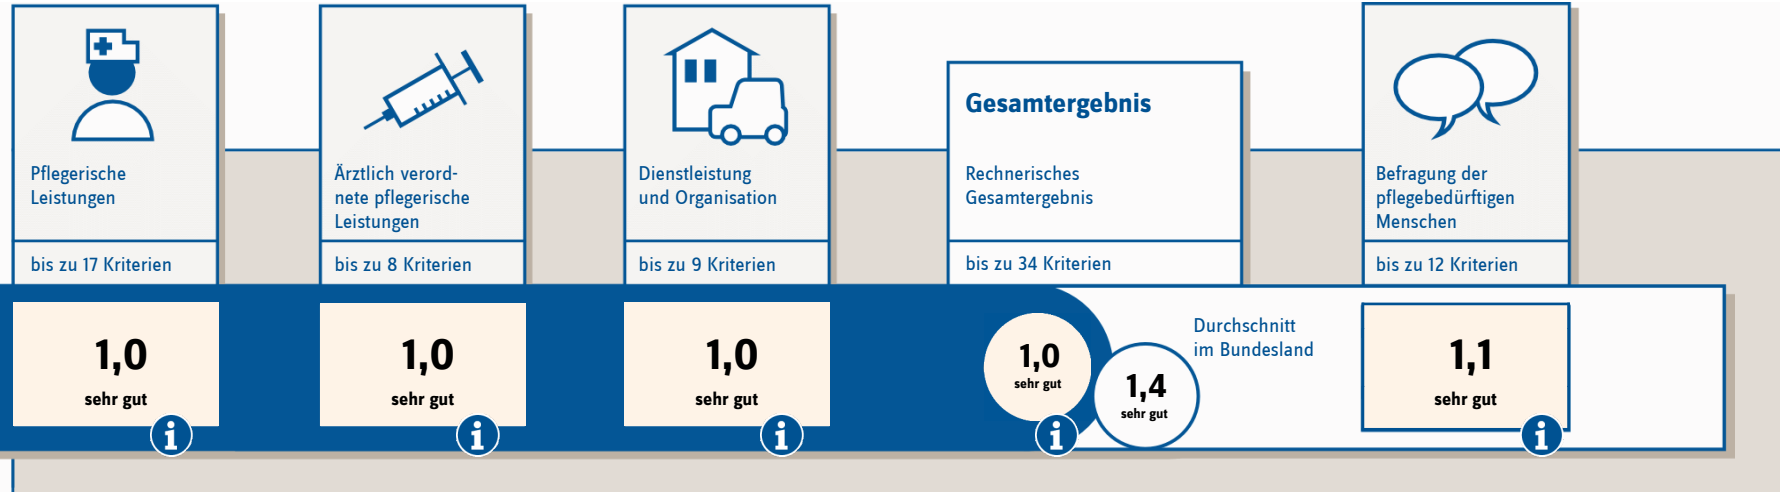 Pflegerische
Leistungen
bis zu 17 Kriterien
1,0
sehr gut
i
Ärztlich verord-
nete pflegerische
Leistungen
bis zu 8 Kriterien
1,0
sehr gut
i
Dienstleistung
und Organisation
bis zu 9 Kriterien
1,0
sehr gut
i
Gesamtergebnis
Rechnerisches
Gesamtergebnis
bis zu 34 Kriterien
1,0
sehr gut
i
1,4
sehr gut
Durchschnitt
im Bundesland
Befragung der
pflegebedürftigen
Menschen
bis zu 12 Kriterien
1,1
sehr gut
i